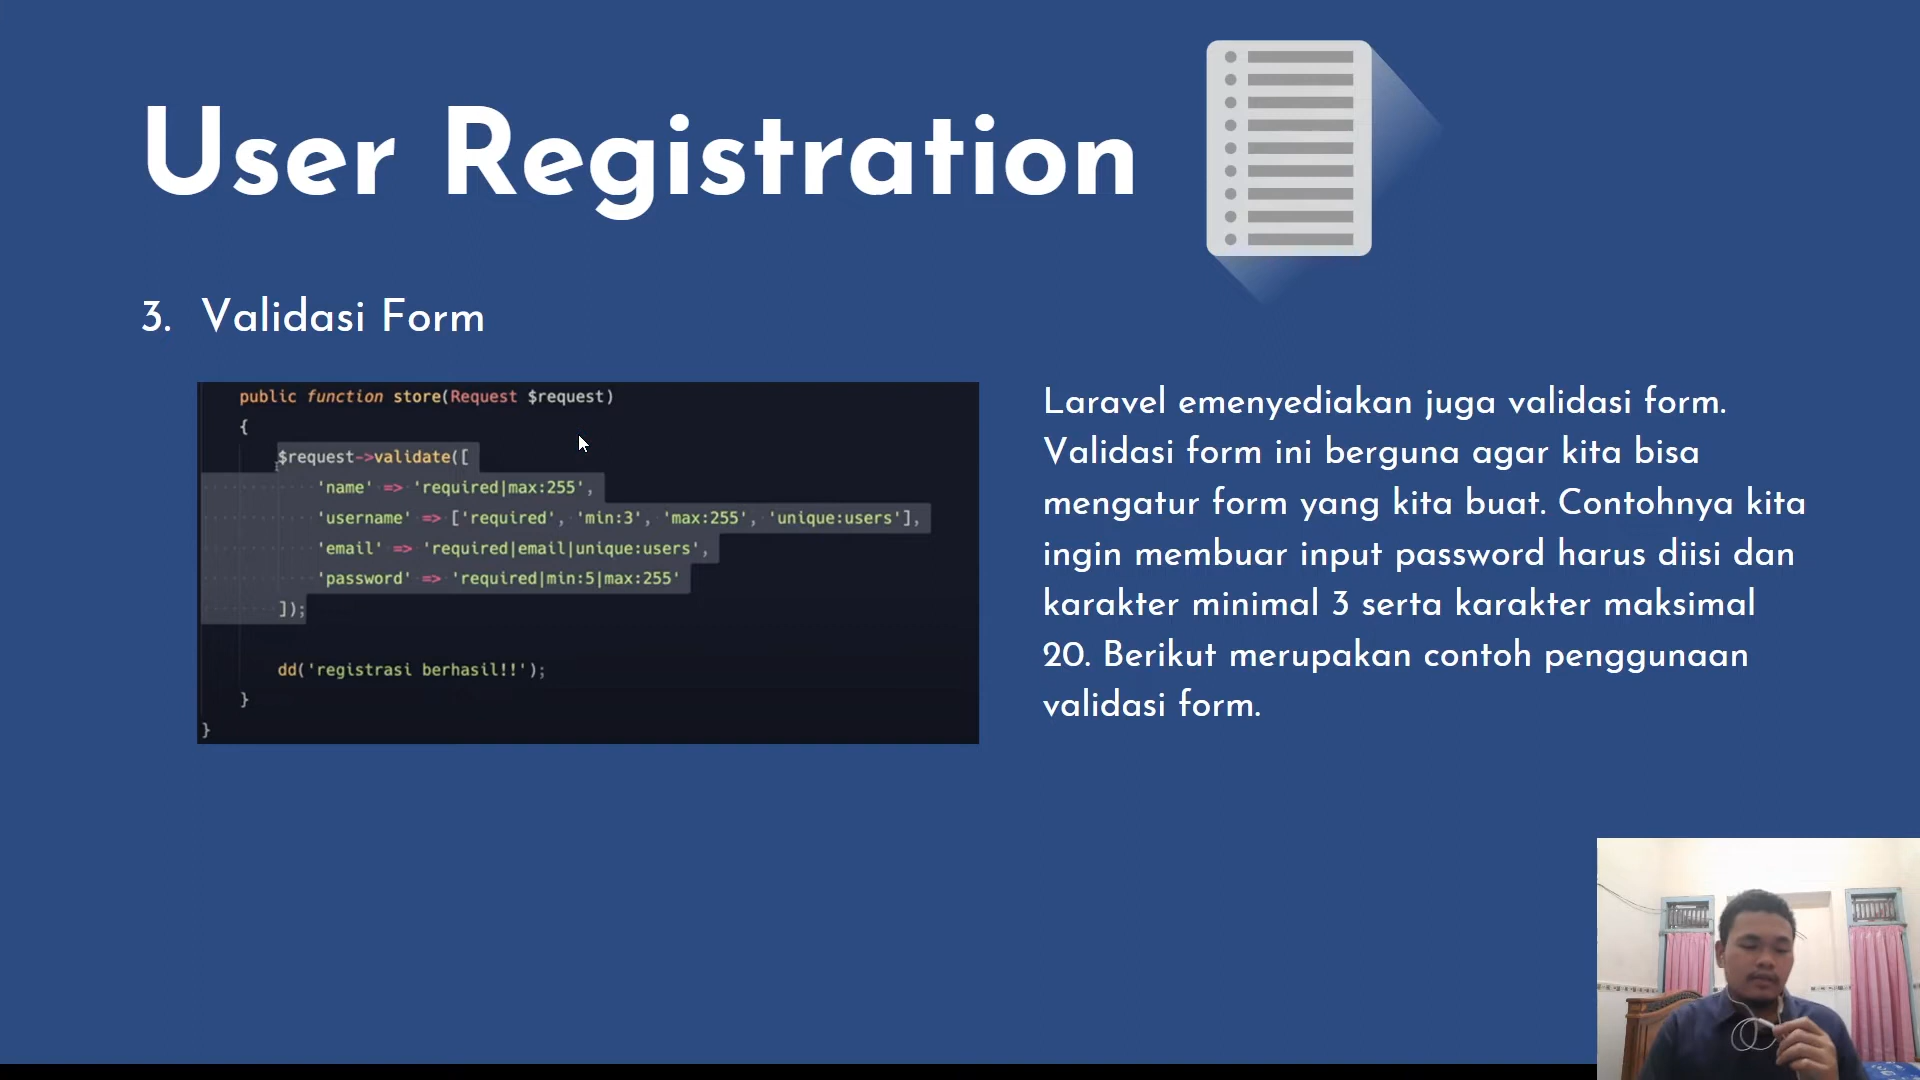 User Registration
3. Validasi Form
public function store(Request $request)
{
$request->validate([
'name' => 'required|max:255',
'username' => ['required', 'min:3', 'max:255', 'unique:users'],
'email' => 'required|email|unique:users',
'password' => 'required|min:5|max:255'
]);
dd('registrasi berhasil!!');
}
}
Laravel emenyediakan juga validasi form.
Validasi form ini berguna agar kita bisa
mengatur form yang kita buat. Contohnya kita
ingin membuar input password harus diisi dan
karakter minimal 3 serta karakter maksimal
20. Berikut merupakan contoh penggunaan
validasi form.